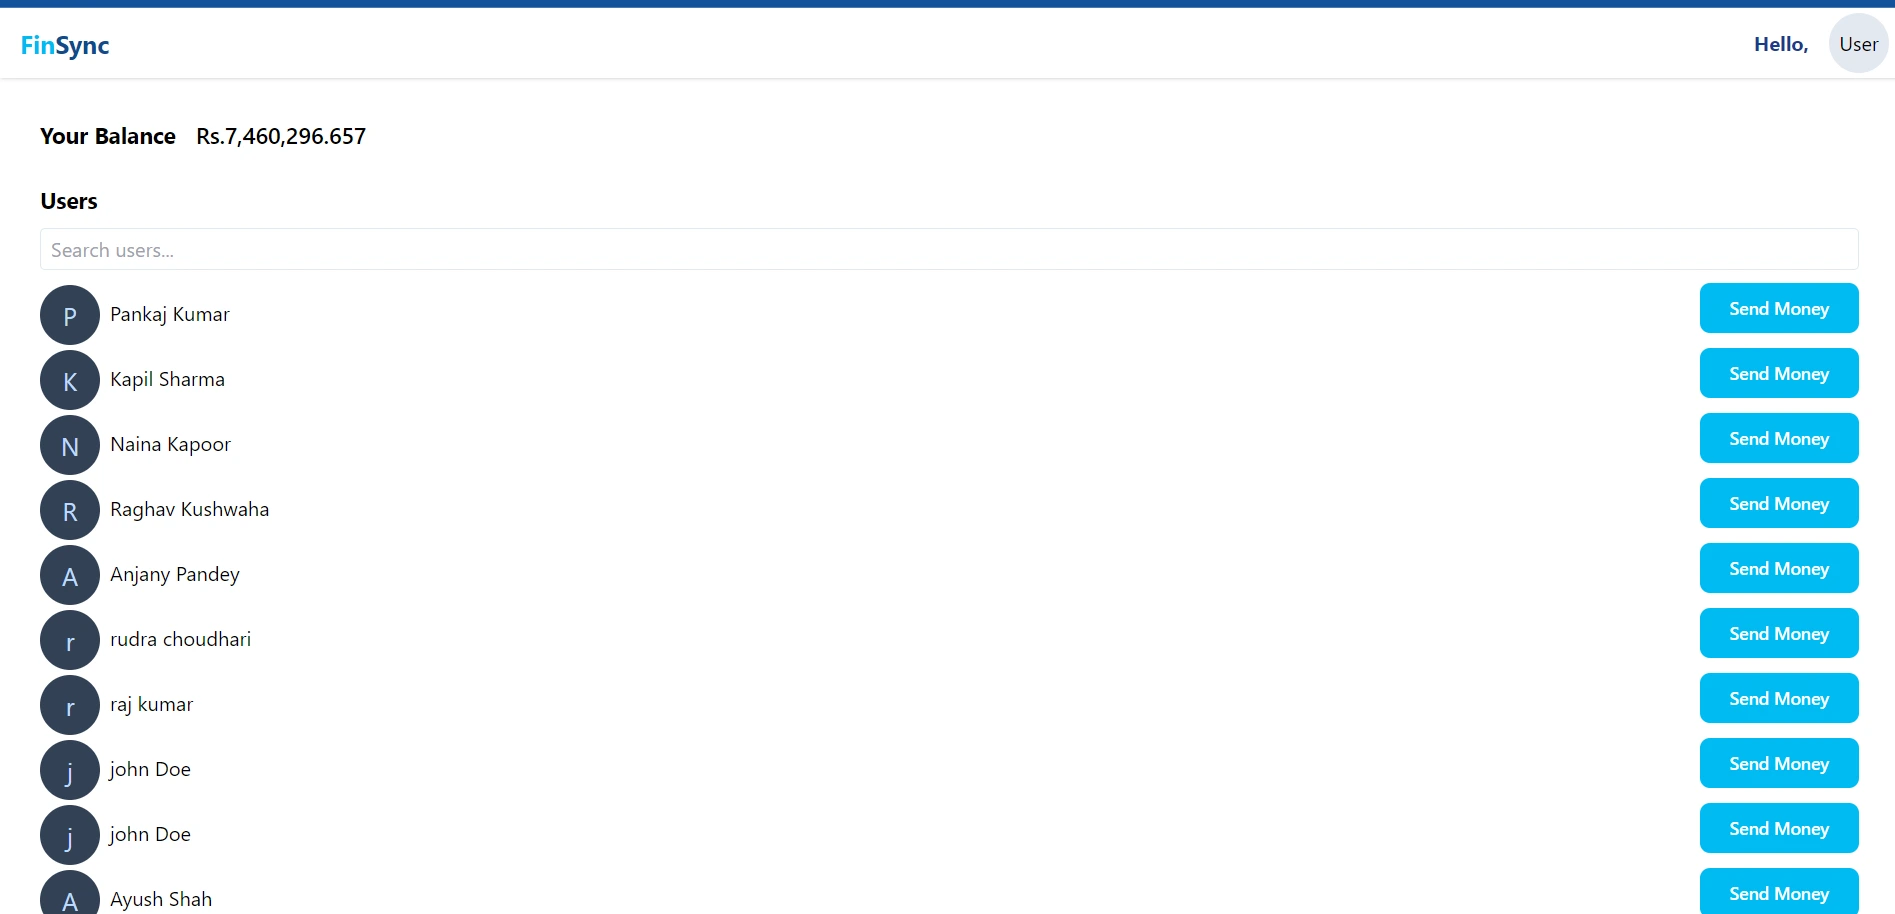 FinSync Hello, User
Your Balance Rs.7,460,296.657
Users
Search users...
P Pankaj Kumar Send Money
K Kapil Sharma Send Money
N Naina Kapoor Send Money
R Raghav Kushwaha Send Money
A Anjany Pandey Send Money
r rudra choudhari Send Money
r raj kumar Send Money
j john Doe Send Money
j john Doe Send Money
A Ayush Shah Send Money